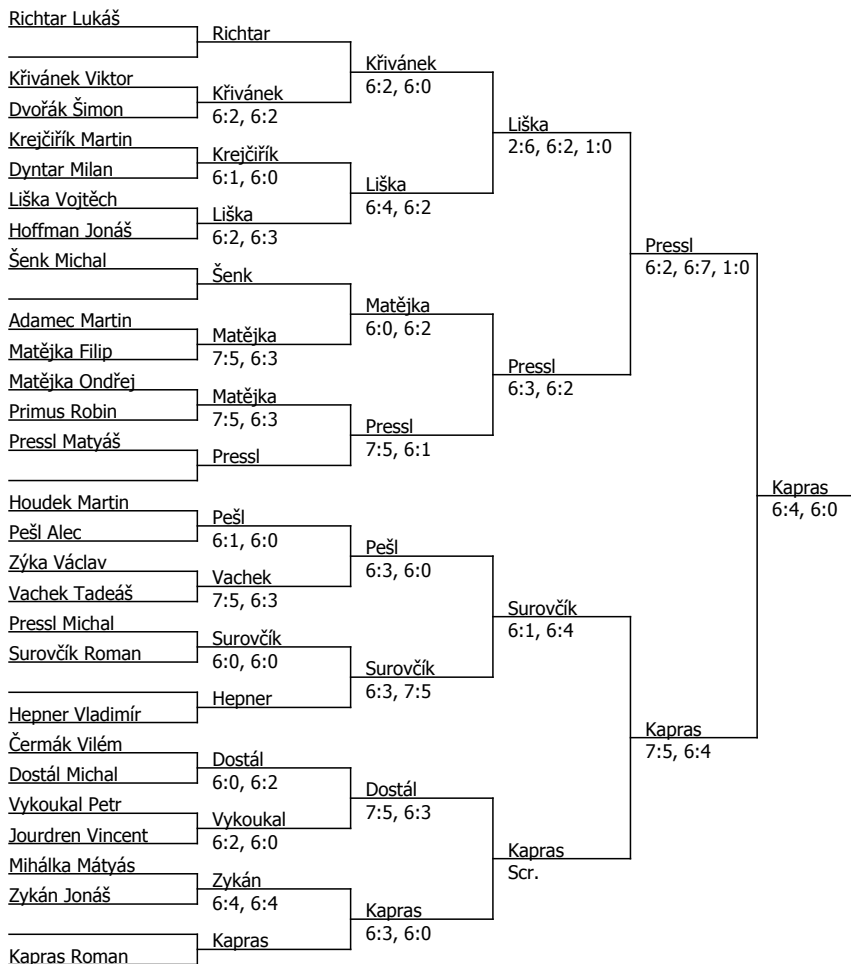 Richtar Lukáš
Richtar
Křivánek Viktor
Dvořák Šimon
Křivánek
6:2, 6:2
Křivánek
6:2, 6:0
Krejčiřík Martin
Dyntar Milan
Krejčiřík
6:1, 6:0
Liška Vojtěch
Hoffman Jonáš
Liška
6:2, 6:3
Liška
6:4, 6:2
Liška
2:6, 6:2, 1:0
Šenk Michal
Šenk
Adamec Martin
Matějka Filip
Matějka
7:5, 6:3
Matějka
6:0, 6:2
Matějka Ondřej
Primus Robin
Matějka
7:5, 6:3
Pressl Matyáš
Pressl
Pressl
7:5, 6:1
Pressl
6:3, 6:2
Pressl
6:2, 6:7, 1:0
Houdek Martin
Pešl Alec
Pešl
6:1, 6:0
Zýka Václav
Vachek Tadeáš
Vachek
7:5, 6:3
Pešl
6:3, 6:0
Pressl Michal
Surovčík Roman
Surovčík
6:0, 6:0
Hepner Vladimír
Hepner
Surovčík
6:3, 7:5
Surovčík
6:1, 6:4
Čermák Vilém
Dostál Michal
Dostál
6:0, 6:2
Vykoukal Petr
Jourdren Vincent
Vykoukal
6:2, 6:0
Dostál
7:5, 6:3
Mihálka Mátyás
Zykán Jonáš
Zykán
6:4, 6:4
Kapras Roman
Kapras
Kapras
6:3, 6:0
Kapras
Scr.
Kapras
7:5, 6:4
Kapras
6:4, 6:0